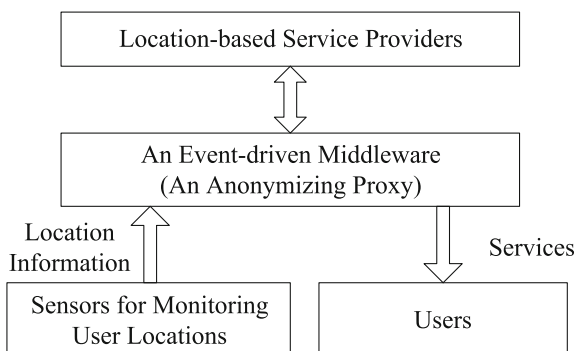 Location-based Service Providers
An Event-driven Middleware
(An Anonymizing Proxy)
Location
Information
Services
Sensors for Monitoring
User Locations
Users